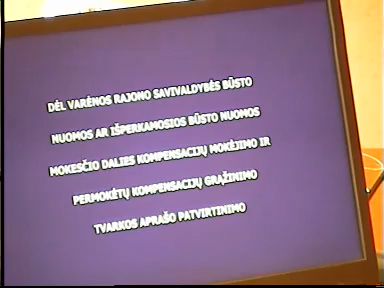 DĖL VARĖNOS RAJONO SAVIVALDYBĖS BŪSTO
NUOMOS AR IŠPERKAMOSIOS BŪSTO NUOMOS
MOKESČIO DALIES KOMPENSACIJŲ MOKĖJIMO IR
PERMOKĖTŲ KOMPENSACIJŲ GRĄŽINIMO
TVARKOS APRAŠO PATVIRTINIMO